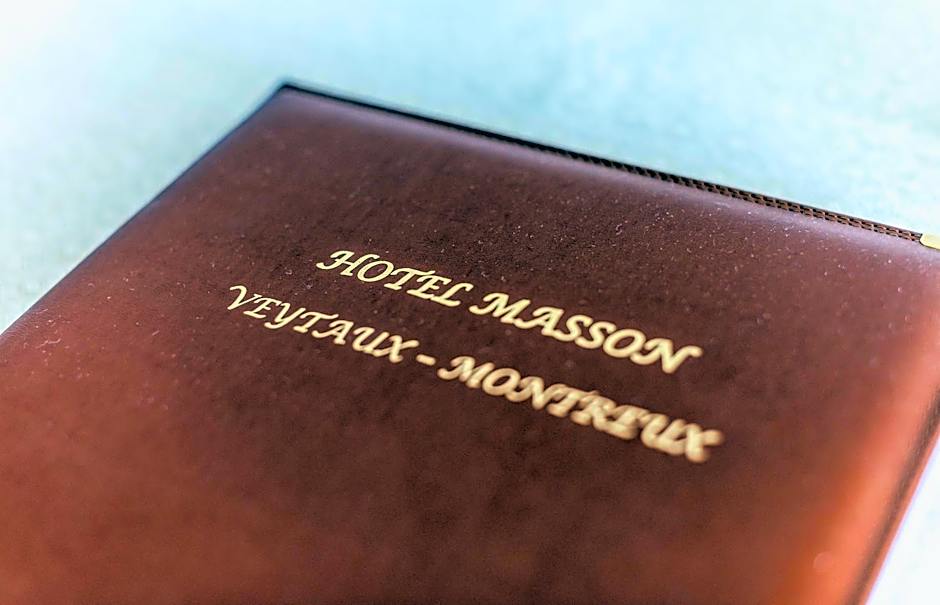 HOTEL MASSON
VEYTAUX - MONTREUX